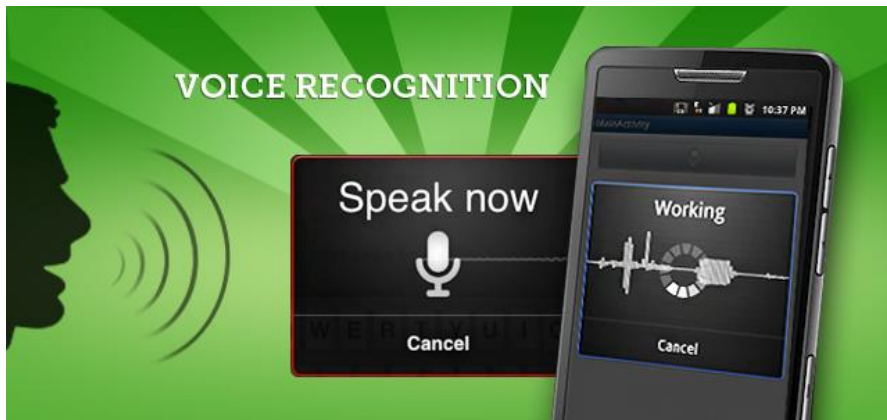 VOICE RECOGNITION
10:37 PM
MainActivity
Speak now
Working
W E R T Y U I
Cancel
Cancel